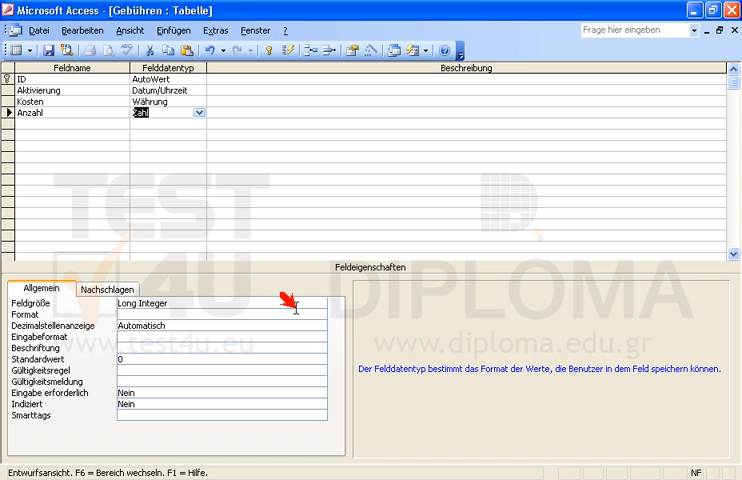 Microsoft Access - [Gebühren : Tabelle]
Datei Bearbeiten Ansicht Einfügen Extras Fenster ? Frage hier eingeben
Feldname Felddatentyp Beschreibung
ID AutoWert
Aktivierung Datum/Uhrzeit
Kosten Währung
Anzahl Zahl
Feldeigenschaften
Allgemein Nachschlagen
Feldgröße Long Integer
Format
Dezimalstellenanzeige Automatisch
Eingabeformat
Beschriftung
Standardwert 0
Gültigkeitsregel
Gültigkeitsmeldung
Eingabe erforderlich Nein
Indiziert Nein
Smarttags
Der Felddatentyp bestimmt das Format der Werte, die Benutzer in dem Feld speichern können.
TEST
4U
www.test4u.eu
D
DIPLOMA
www.diploma.edu.gr
Entwurfsansicht. F6 = Bereich wechseln. F1 = Hilfe. NF